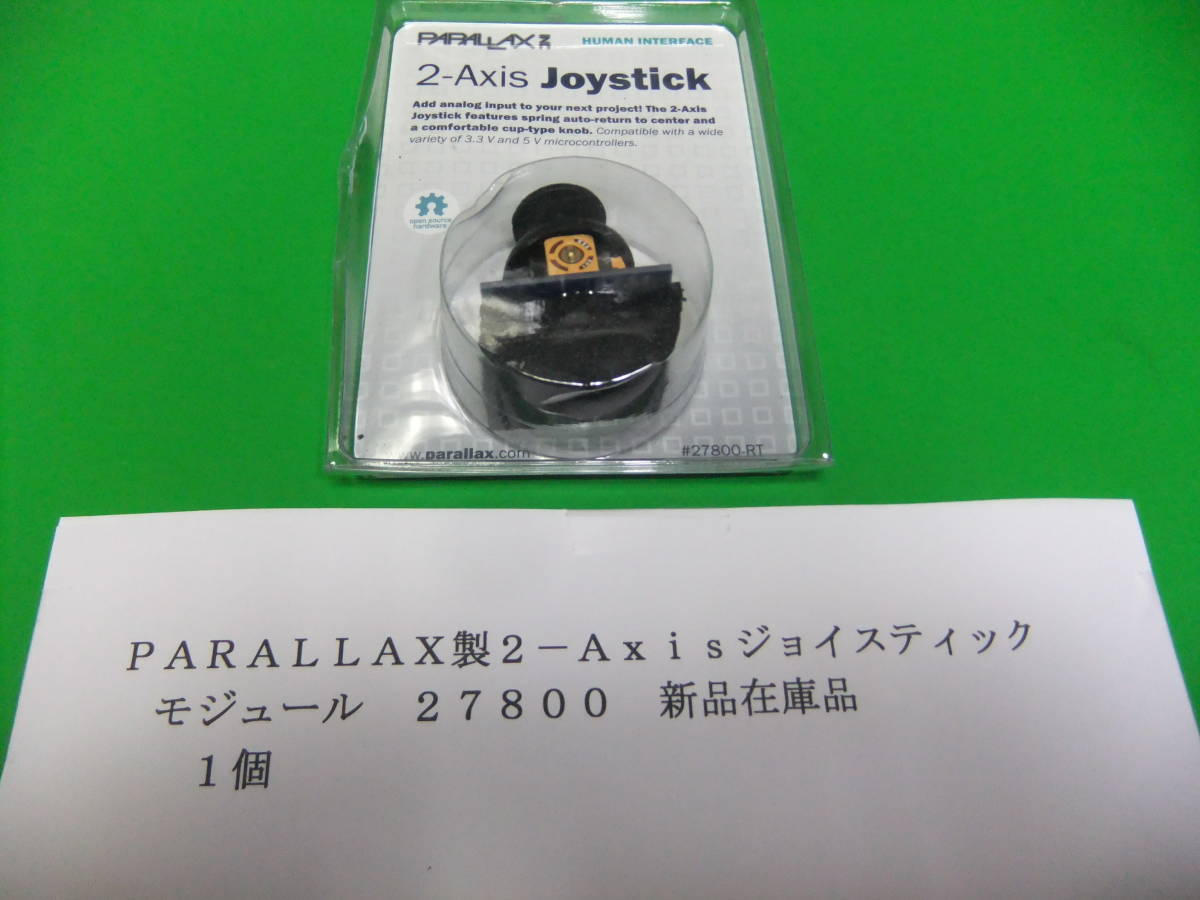 PARALLAX INC
HUMAN INTERFACE
2-Axis Joystick
Add analog input to your next project! The 2-Axis
Joystick features spring auto-return to center and
a comfortable cup-type knob. Compatible with a wide
variety of 3.3 V and 5 V microcontrollers.
open source
hardware
www.parallax.com
#27800-RT
ＰＡＲＡＬＬＡＸ製２－Ａｘｉｓジョイスティック
モジュール　２７８００　新品在庫品
１個